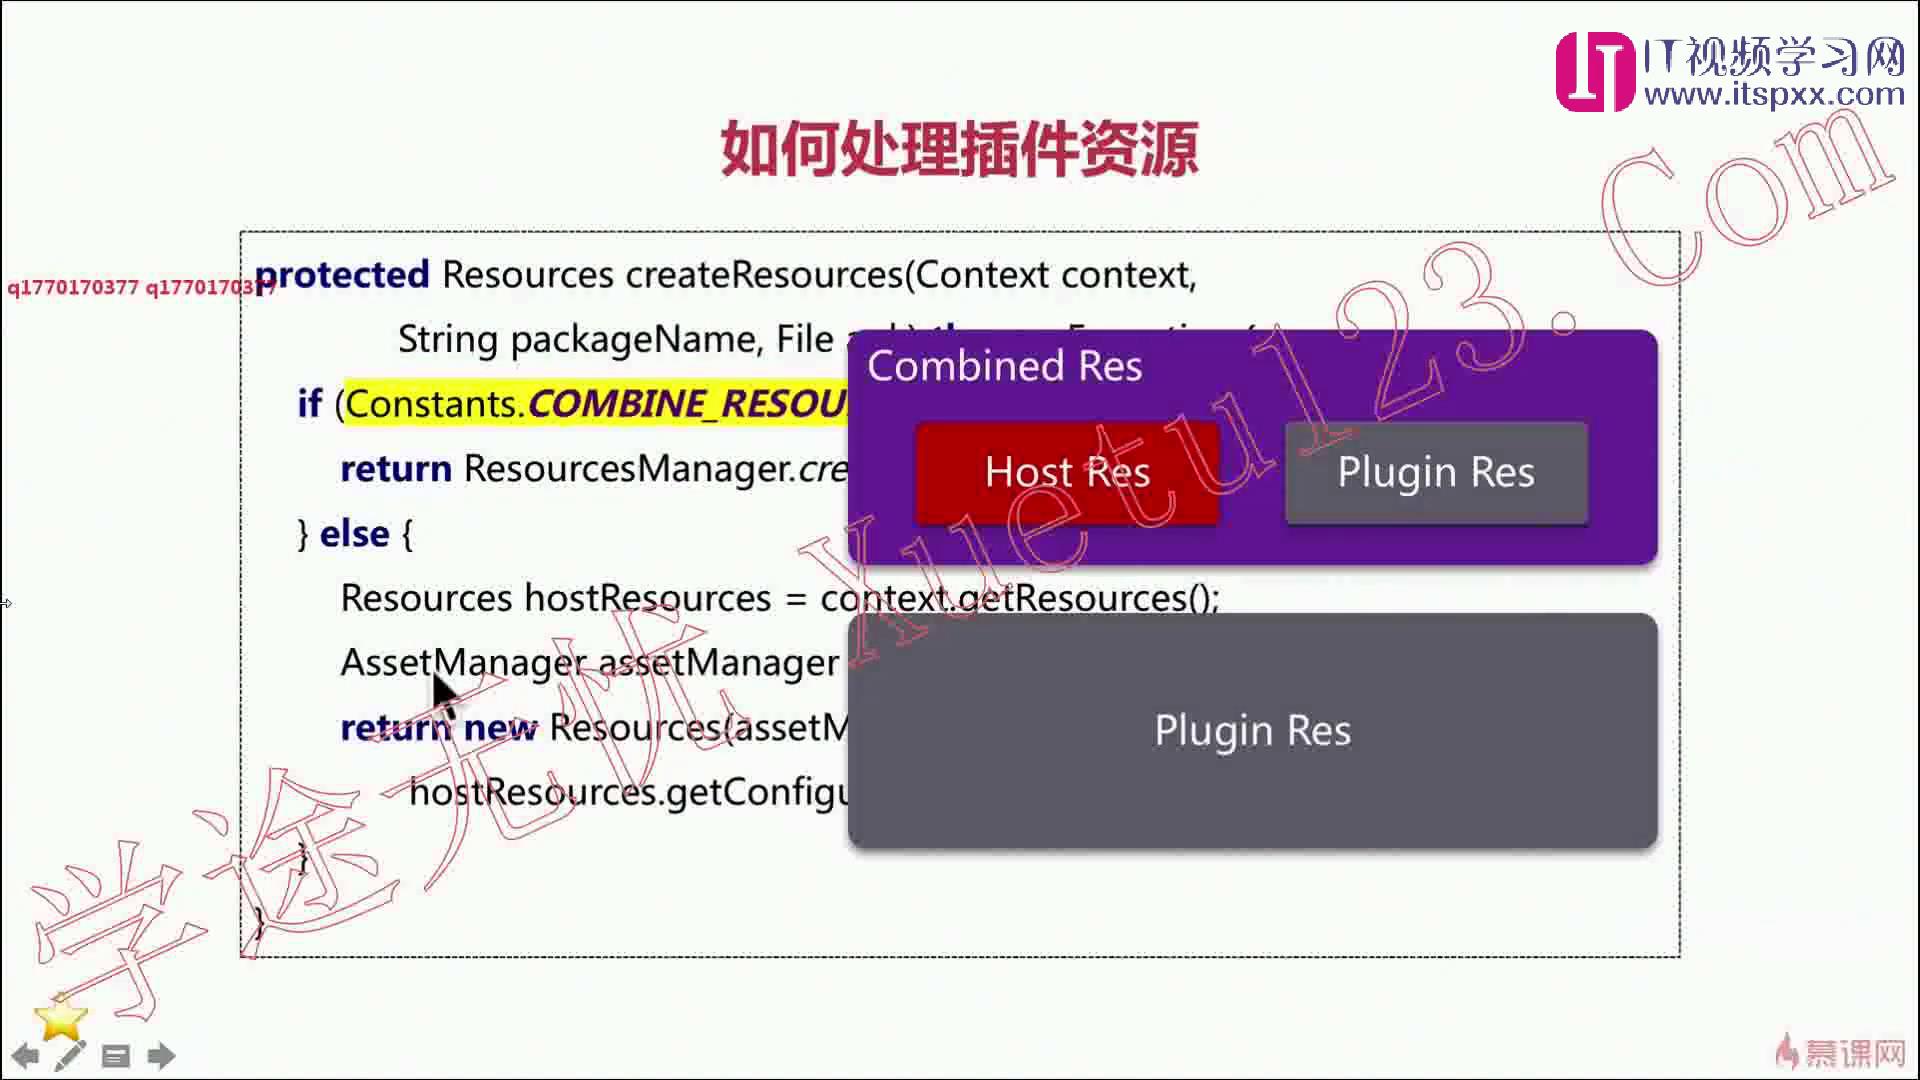 IT视频学习网
www.itspxx.com
如何处理插件资源
q1770170377 q1770170377
protected Resources createResources(Context context,
String packageName, File
if (Constants.COMBINE_RESOU
return ResourcesManager.cre
} else {
Resources hostResources = context.getResources();
AssetManager assetManager
return new Resources(assetM
hostResources.getConfigu
}
}
Combined Res
Host Res
Plugin Res
Plugin Res
学途无忧 Xuetu123.Com
慕课网